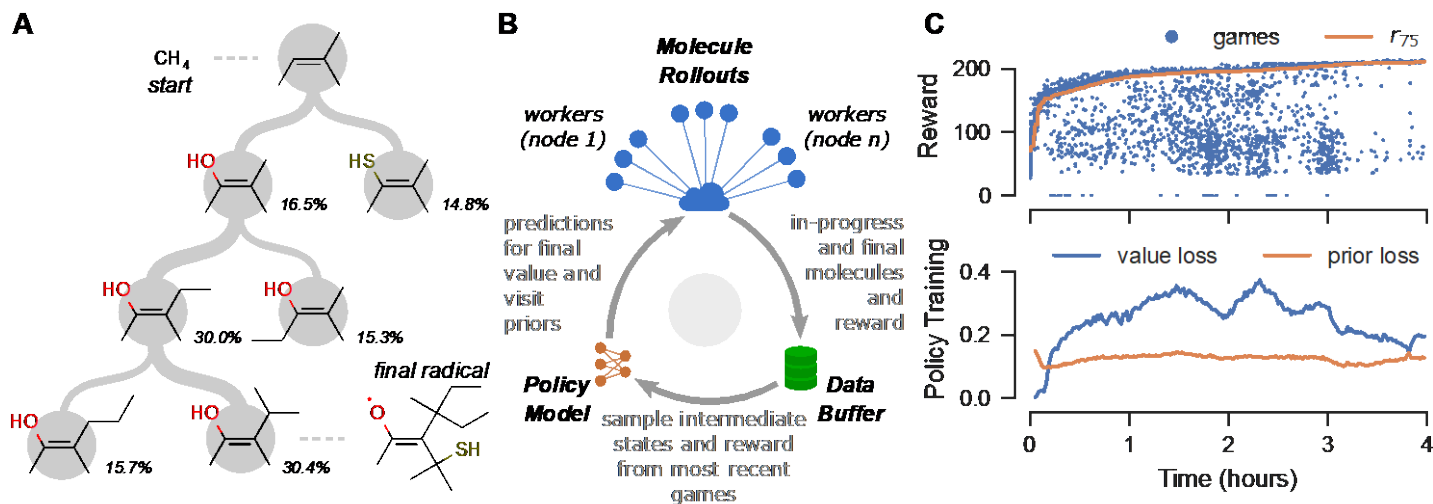 A
CH4
start
HO
16.5%
HS
14.8%
HO
30.0%
HO
15.3%
HO
15.7%
HO
30.4%
final radical
O
SH
B
Molecule
Rollouts
workers
(node 1)
workers
(node n)
predictions
for final
value and
visit
priors
in-progress
and final
molecules
and
reward
Policy
Model
Data
Buffer
sample intermediate
states and reward
from most recent
games
C
games
r75
Reward
200
100
0
value loss
prior loss
Policy Training
0.4
0.2
0.0
0
1
2
3
4
Time (hours)